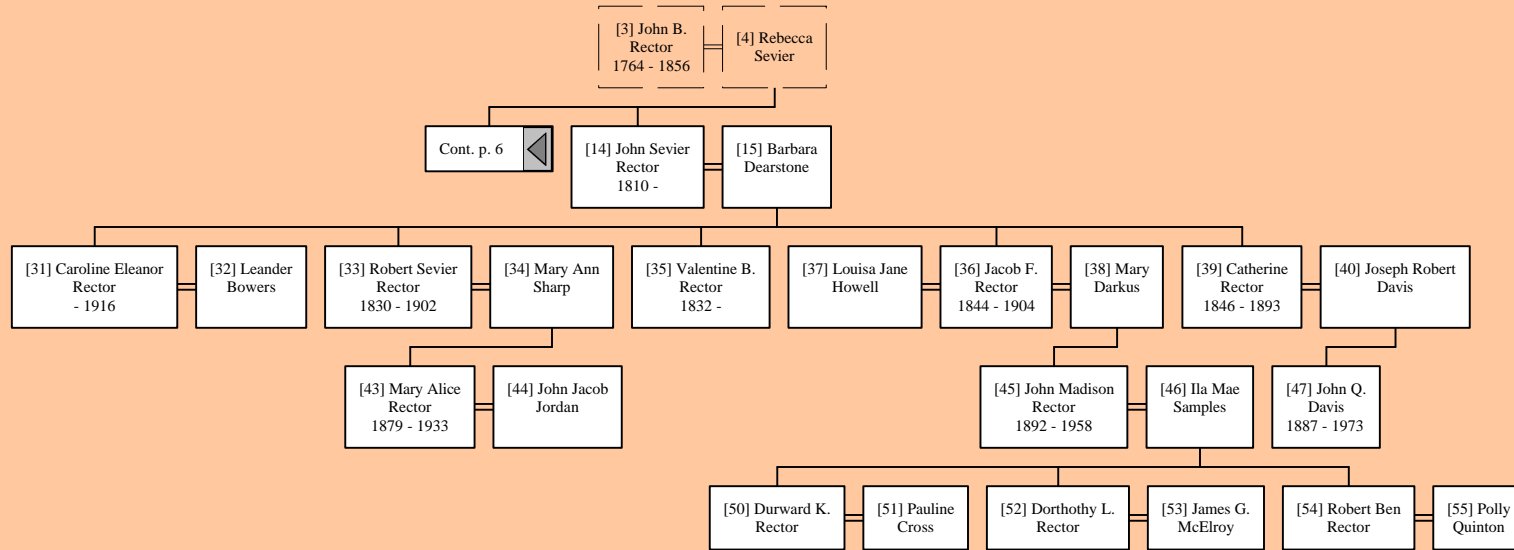 [3] John B.
Rector
1764 - 1856
[4] Rebecca
Sevier
Cont. p. 6
[14] John Sevier
Rector
1810 -
[15] Barbara
Dearstone
[31] Caroline Eleanor
Rector
- 1916
[32] Leander
Bowers
[33] Robert Sevier
Rector
1830 - 1902
[34] Mary Ann
Sharp
[35] Valentine B.
Rector
1832 -
[37] Louisa Jane
Howell
[36] Jacob F.
Rector
1844 - 1904
[38] Mary
Darkus
[39] Catherine
Rector
1846 - 1893
[40] Joseph Robert
Davis
[43] Mary Alice
Rector
1879 - 1933
[44] John Jacob
Jordan
[45] John Madison
Rector
1892 - 1958
[46] Ila Mae
Samples
[47] John Q.
Davis
1887 - 1973
[50] Durward K.
Rector
[51] Pauline
Cross
[52] Dorthothy L.
Rector
[53] James G.
McElroy
[54] Robert Ben
Rector
[55] Polly
Quinton